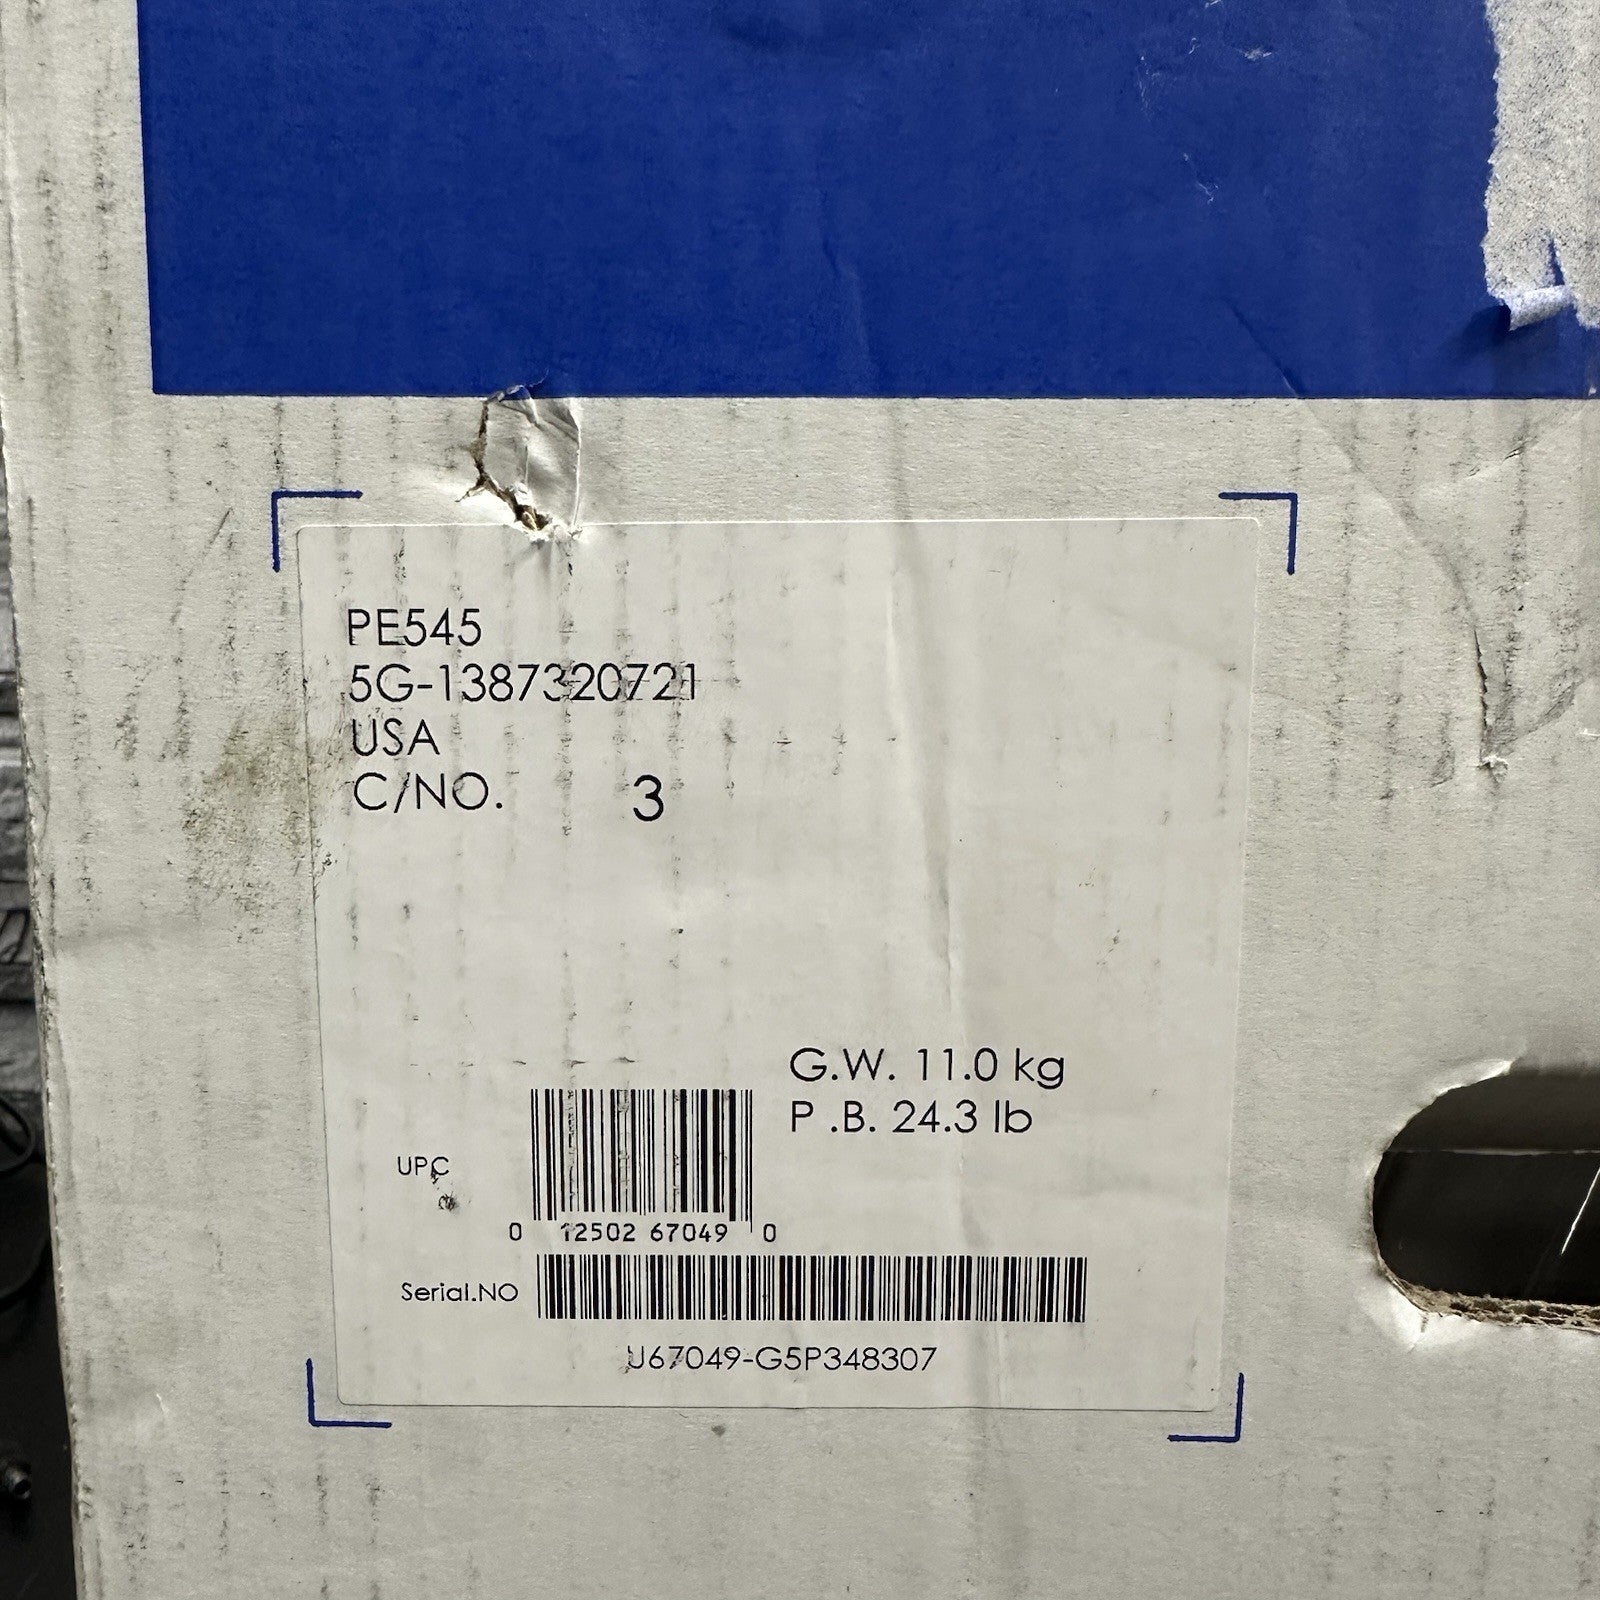 PE545
5G-1387320721
USA
C/NO. 3
G.W. 11.0 kg
P .B. 24.3 lb
UPC
0 12502 67049 0
Serial.NO
U67049-G5P348307